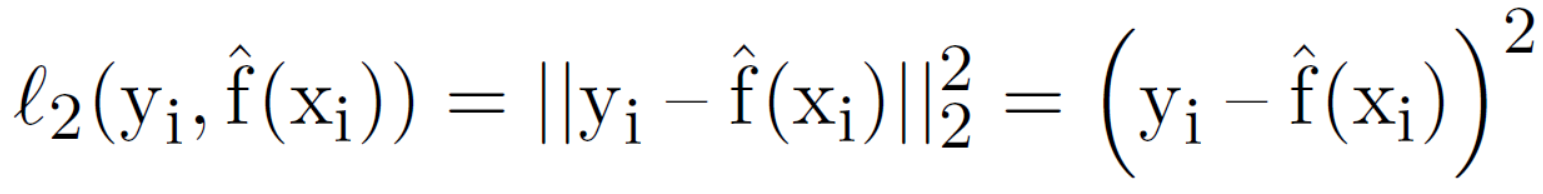 ℓ₂(yᵢ, f̂(xᵢ)) = ||yᵢ – f̂(xᵢ)||₂² = (yᵢ – f̂(xᵢ))²